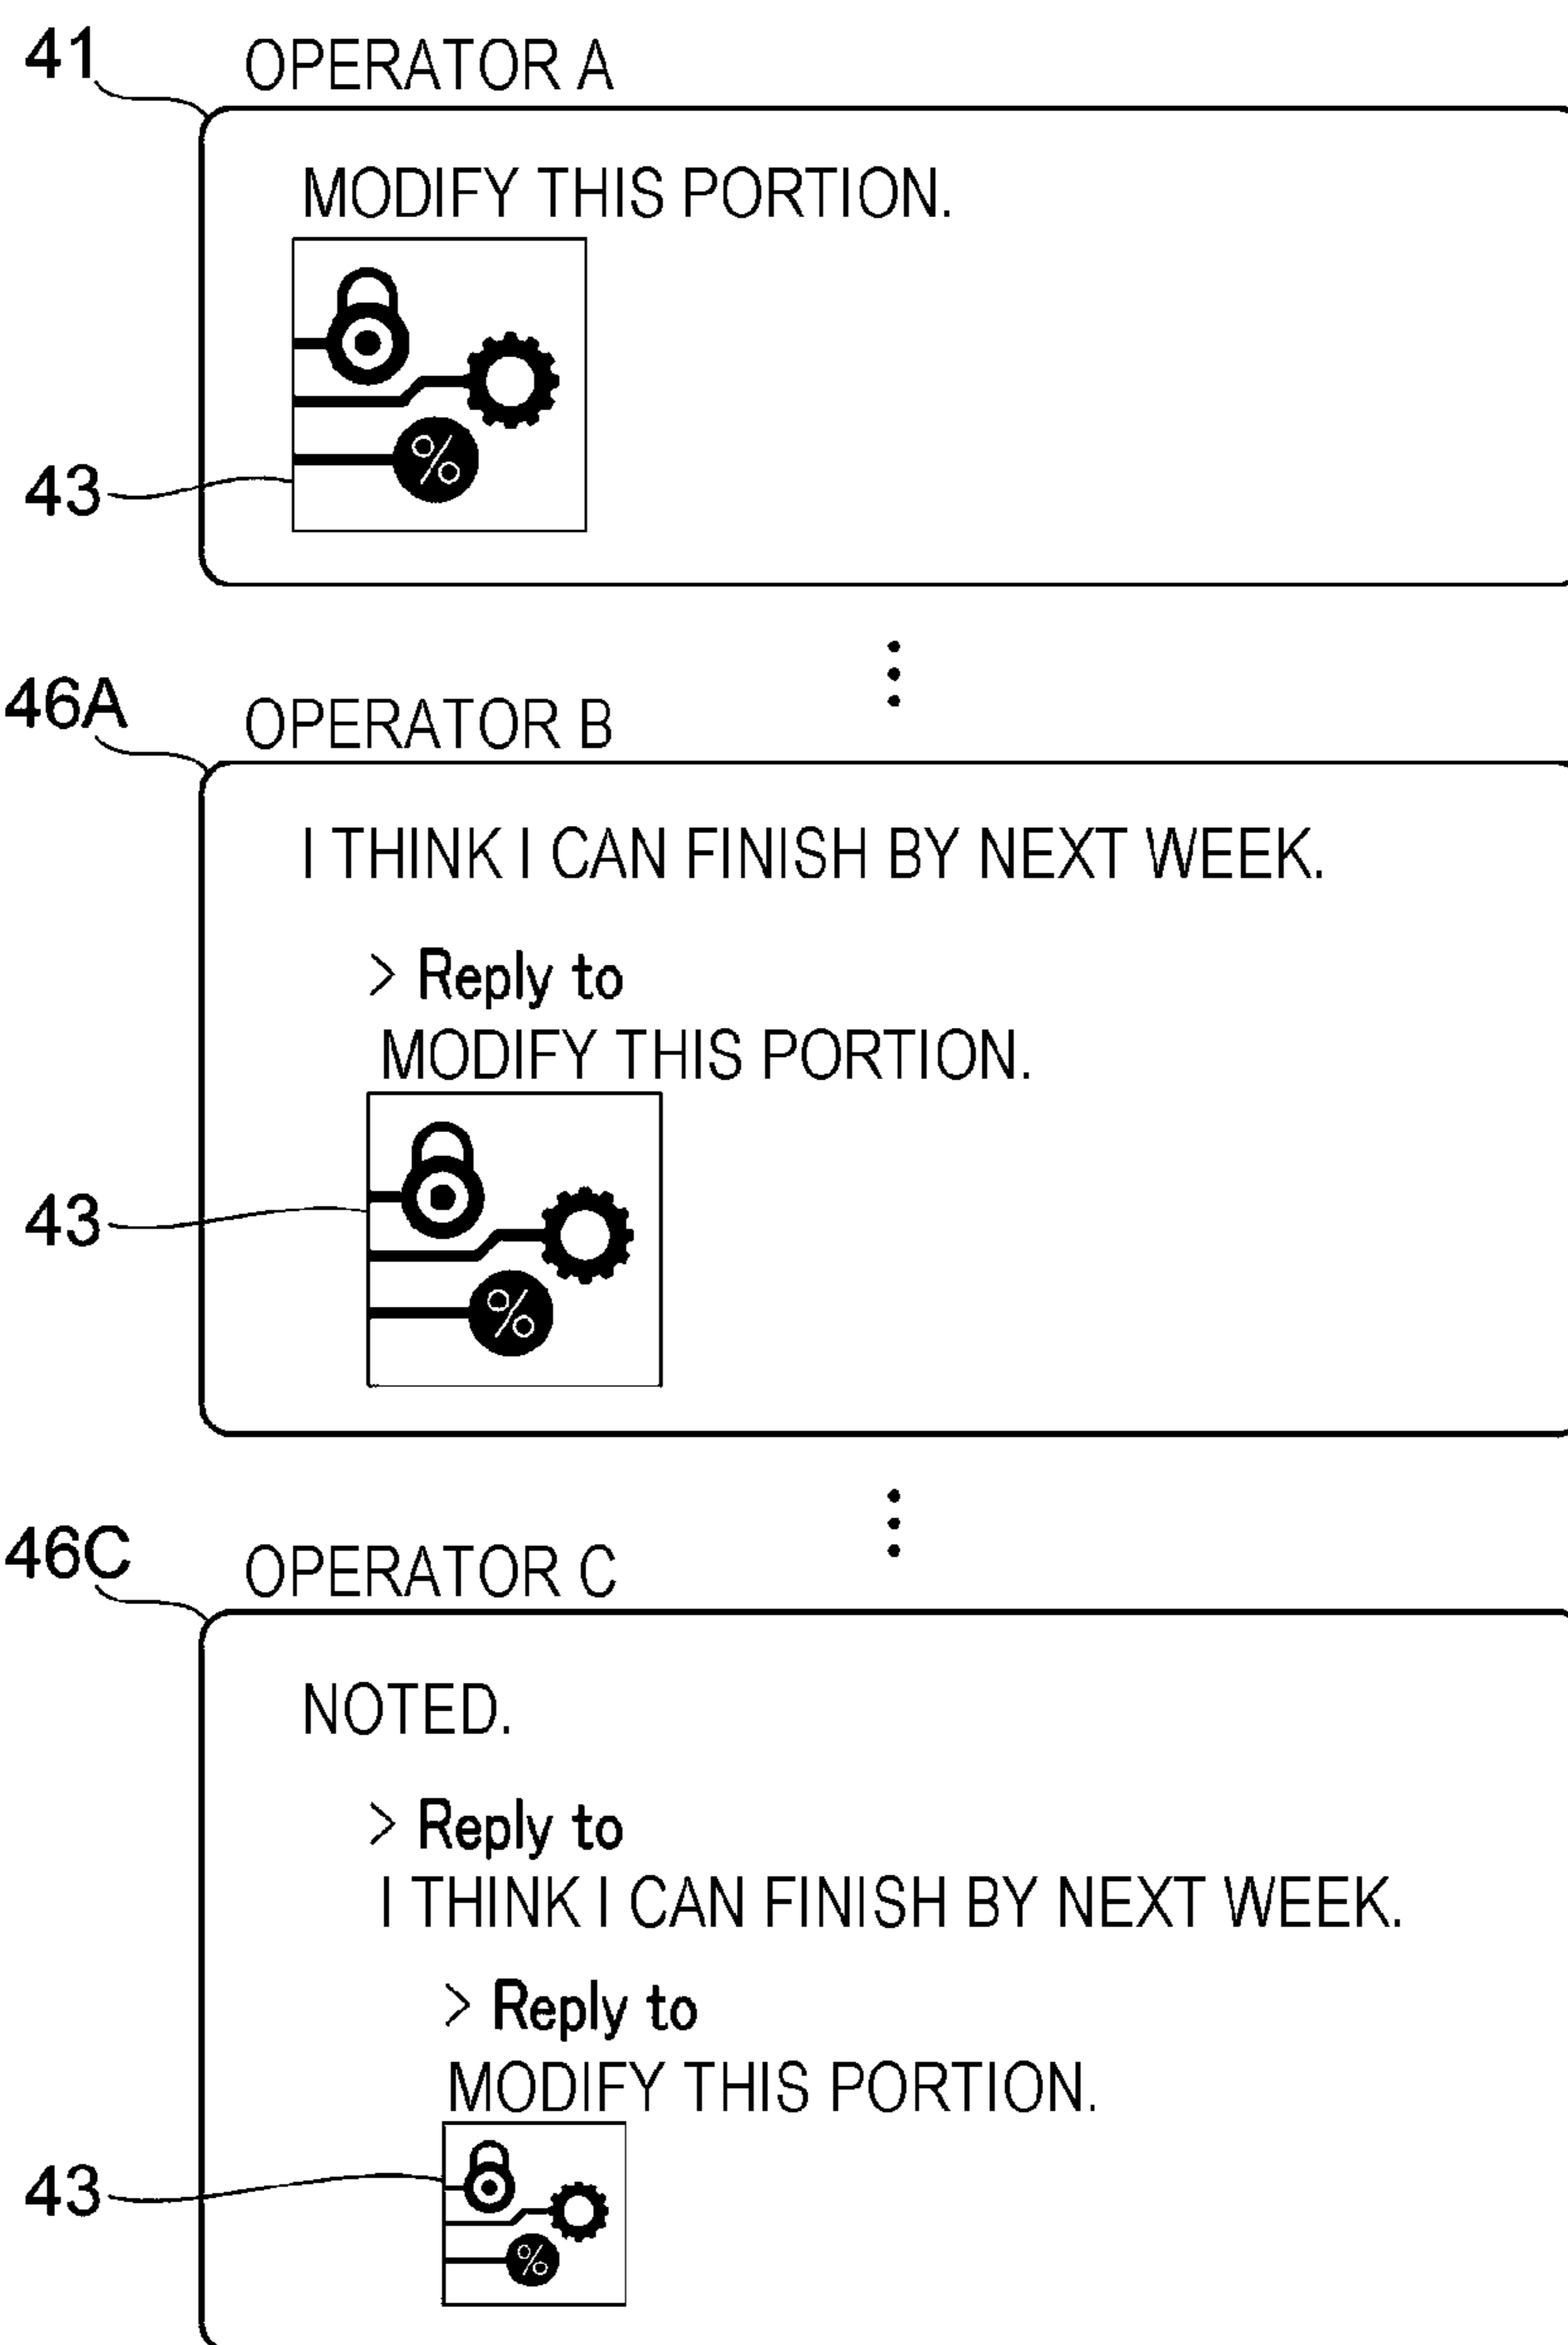 41 OPERATOR A
MODIFY THIS PORTION.
%
43
46A OPERATOR B
I THINK I CAN FINISH BY NEXT WEEK.
> Reply to
MODIFY THIS PORTION.
43
%
46C OPERATOR C
NOTED.
> Reply to
I THINK I CAN FINISH BY NEXT WEEK.
> Reply to
MODIFY THIS PORTION.
43
%